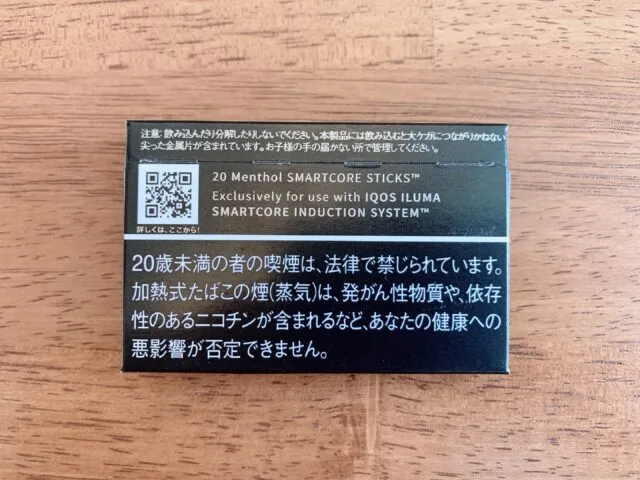 注意：飲み込んだり分解したりしないでください。本製品には飲み込むと大ケガにつながりかねない
尖った金属片が含まれています。お子様の手の届かない所で管理してください。
20 Menthol SMARTCORE STICKS™
Exclusively for use with IQOS ILUMA
SMARTCORE INDUCTION SYSTEM™
詳しくは、ここから!
20歳未満の者の喫煙は、法律で禁じられています。
加熱式たばこの煙(蒸気)は、発がん性物質や、依存
性のあるニコチンが含まれるなど、あなたの健康への
悪影響が否定できません。